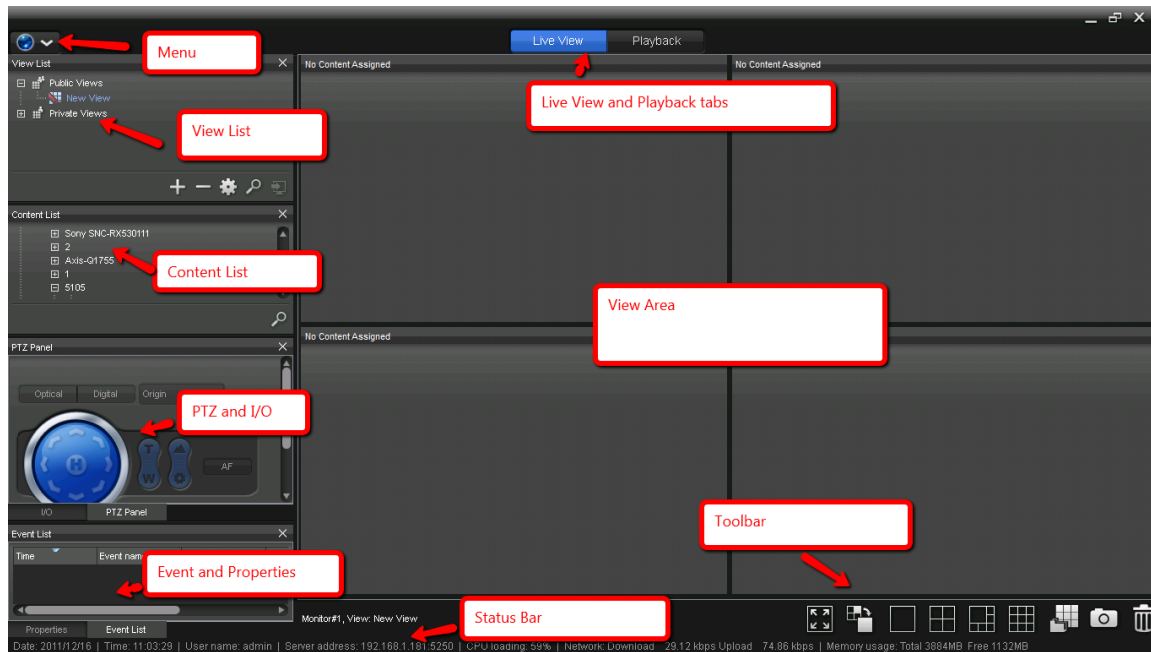 Menu
Live View
Playback
View List
Public Views
New View
Private Views
View List
No Content Assigned
No Content Assigned
Live View and Playback tabs
Content List
Sony SNC-RX530111
2
Axis-Q1755
1
5105
Content List
View Area
No Content Assigned
PTZ Panel
Optical
Digital
Origin
PTZ and I/O
H
T
W
AF
I/O
PTZ Panel
Toolbar
Event List
Time
Event
Event and Properties
Properties
Event List
Monitor#1, View: New View
Status Bar
Date: 2011/12/16 | Time: 11:03:29 | User name: admin | Server address: 192.168.1.181:5250 | CPU loading: 59% | Network: Download 29.12 kbps Upload 74.86 kbps | Memory usage: Total 3884MB Free 1132MB